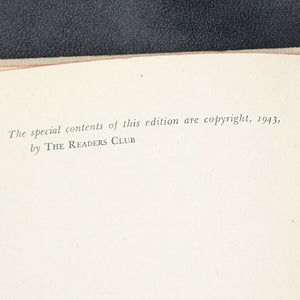 The special contents of this edition are copyright, 1943,
by THE READERS CLUB